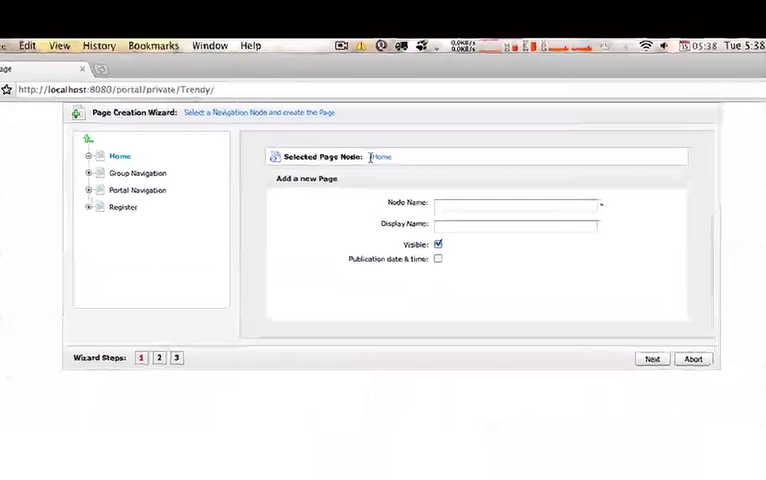 Edit View History Bookmarks Window Help 05:38 Tue 5:38
age
http://localhost:8080/portal/private/Trendy/
Page Creation Wizard: Select a Navigation Node and create the Page
Home
Group Navigation
Portal Navigation
Register
Selected Page Node: /Home
Add a new Page
Node Name: *
Display Name:
Visible:
Publication date & time:
Wizard Steps: 1 2 3
Next Abort